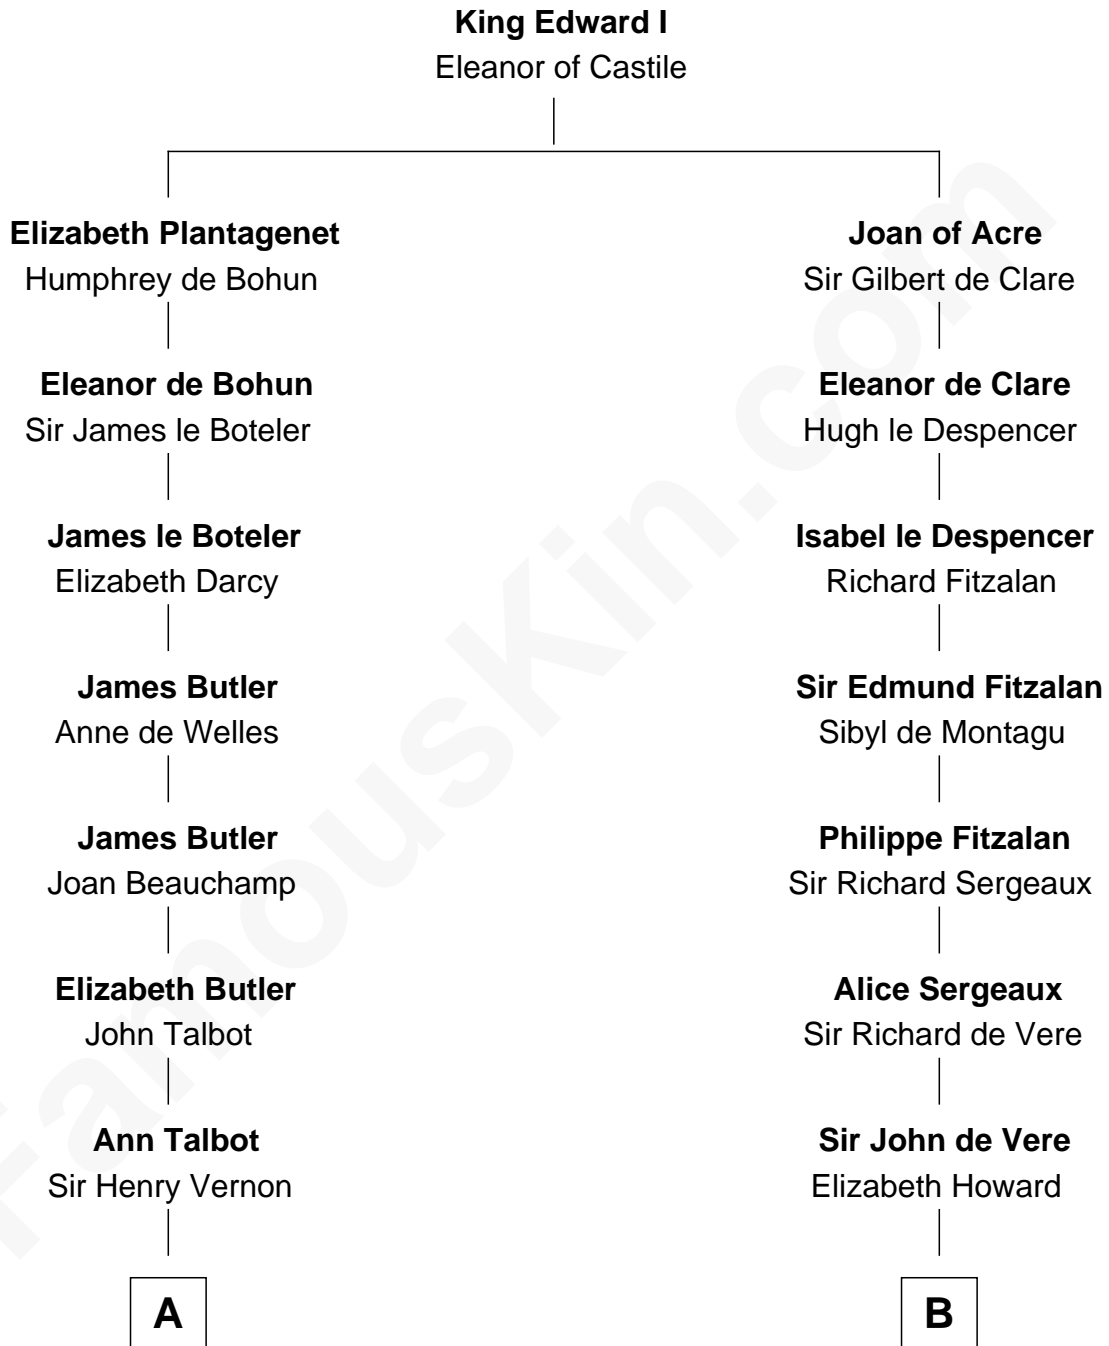 King Edward I
Eleanor of Castile
Elizabeth Plantagenet
Humphrey de Bohun
Joan of Acre
Sir Gilbert de Clare
Eleanor de Bohun
Sir James le Boteler
Eleanor de Clare
Hugh le Despencer
James le Boteler
Elizabeth Darcy
Isabel le Despencer
Richard Fitzalan
James Butler
Anne de Welles
Sir Edmund Fitzalan
Sibyl de Montagu
James Butler
Joan Beauchamp
Philippe Fitzalan
Sir Richard Sergeaux
Elizabeth Butler
John Talbot
Alice Sergeaux
Sir Richard de Vere
Ann Talbot
Sir Henry Vernon
Sir John de Vere
Elizabeth Howard
A
B
FamousKin.com